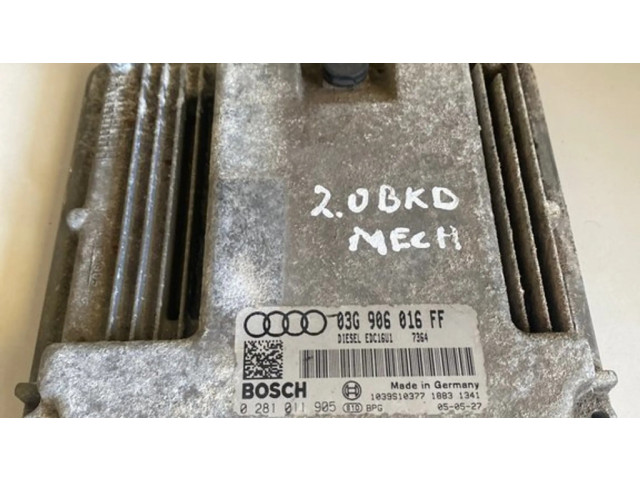 2.0BKD
MECH
03G 906 016 FF
DIESEL EDC16U1 7364
BOSCH
Made in Germany
1039S10377 1883 1341
0 281 011 905 E1D BPG 05-05-27